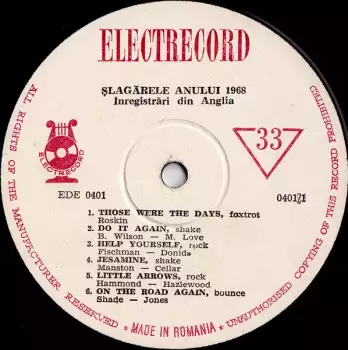 ELECTRECORD
ȘLAGĂRELE ANULUI 1968
Inregistrări din Anglia
ELECTRECORD
33
EDE 0401
0401
1. THOSE WERE THE DAYS, foxtrot
Roskin
2. DO IT AGAIN, shake
B. Wilson — M. Love
3. HELP YOURSELF, rock
Fischman — Donida
4. JESAMINE, shake
Manston — Cellar
5. LITTLE ARROWS, rock
Hammond — Hazlewood
6. ON THE ROAD AGAIN, bounce
Shade — Jones
ALL RIGHTS OF THE MANUFACTURER RESERVED ★ MADE IN ROMANIA ★ UNAUTHORISED COPYING OF THIS RECORD PROHIBITED